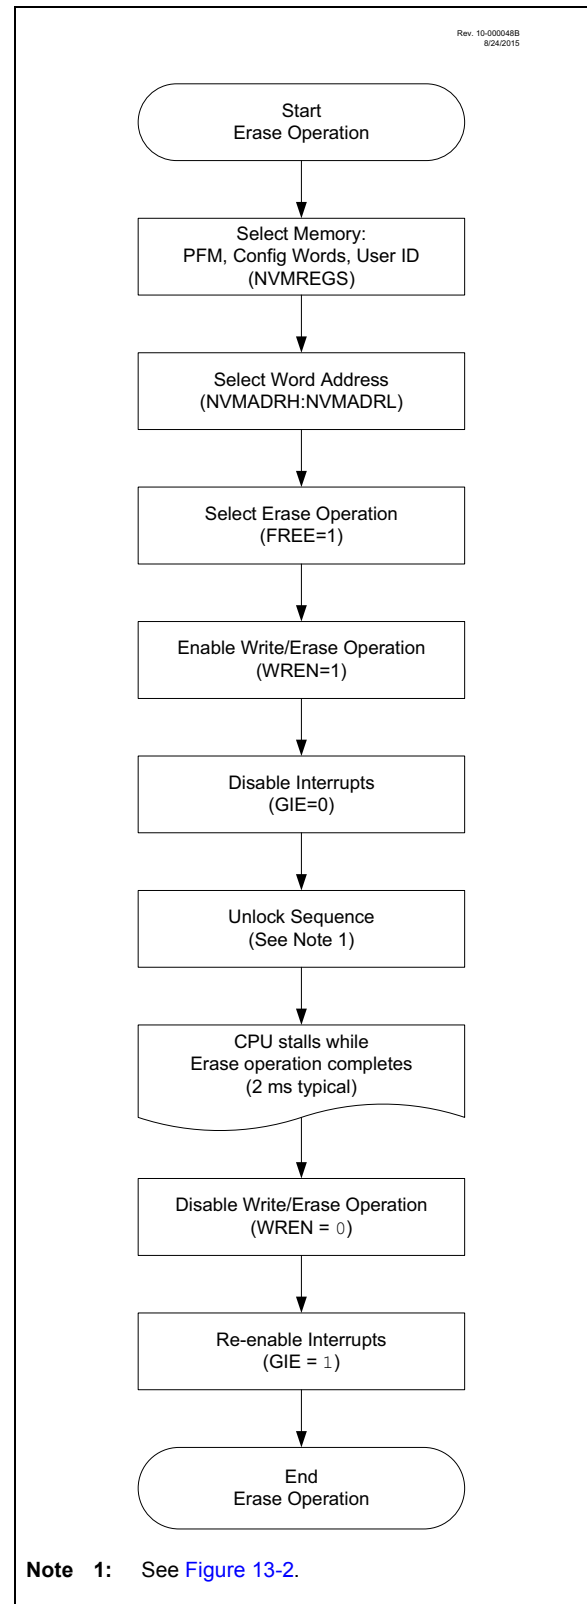 Rev. 10-000048B
8/24/2015
Start
Erase Operation
Select Memory:
PFM, Config Words, User ID
(NVMREGS)
Select Word Address
(NVMADRH:NVMADRL)
Select Erase Operation
(FREE=1)
Enable Write/Erase Operation
(WREN=1)
Disable Interrupts
(GIE=0)
Unlock Sequence
(See Note 1)
CPU stalls while
Erase operation completes
(2 ms typical)
Disable Write/Erase Operation
(WREN = 0)
Re-enable Interrupts
(GIE = 1)
End
Erase Operation
Note 1: See Figure 13-2.